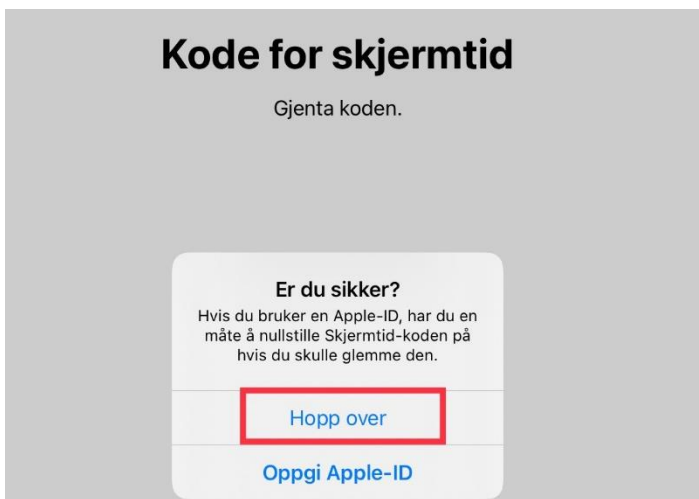 Kode for skjermtid
Gjenta koden.
Er du sikker?
Hvis du bruker en Apple-ID, har du en
måte å nullstille Skjermtid-koden på
hvis du skulle glemme den.
Hopp over
Oppgi Apple-ID